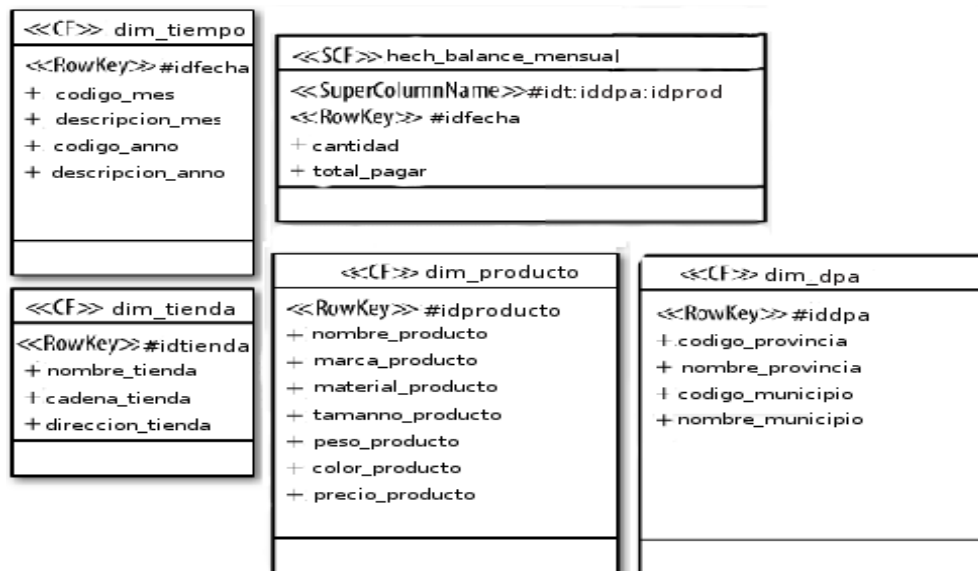 <<CF>> dim_tiempo
<<RowKey>> #idfecha
+ codigo_mes
+ descripcion_mes
+ codigo_anno
+ descripcion_anno
<<SCF>> hech_balance_mensual
<<SuperColumnName>>#idt:iddpa:idprod
<<RowKey>> #idfecha
+ cantidad
+ total_pagar
<<CF>> dim_tienda
<<RowKey>> #idtienda
+ nombre_tienda
+ cadena_tienda
+ direccion_tienda
<<CF>> dim_producto
<<RowKey>> #idproducto
+ nombre_producto
+ marca_producto
+ material_producto
+ tamanno_producto
+ peso_producto
+ color_producto
+ precio_producto
<<CF>> dim_dpa
<<RowKey>> #iddpa
+ codigo_provincia
+ nombre_provincia
+ codigo_municipio
+ nombre_municipio